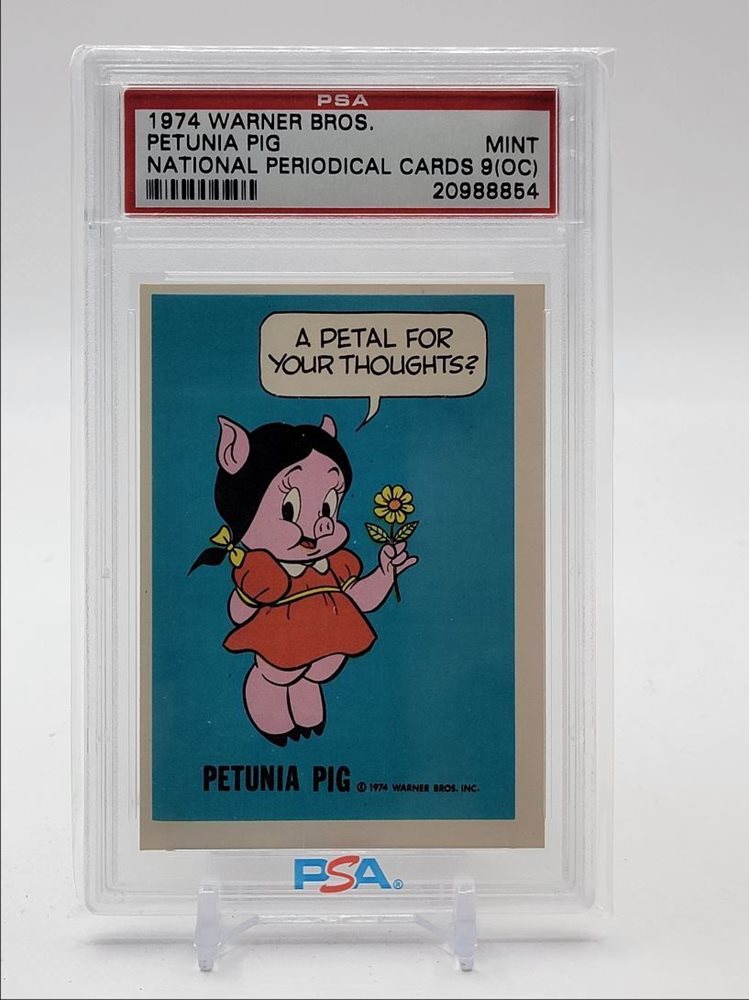 PSA
1974 WARNER BROS.
PETUNIA PIG MINT
NATIONAL PERIODICAL CARDS 9(OC)
20988854
A PETAL FOR
YOUR THOUGHTS?
PETUNIA PIG © 1974 WARNER BROS. INC.
PSA®